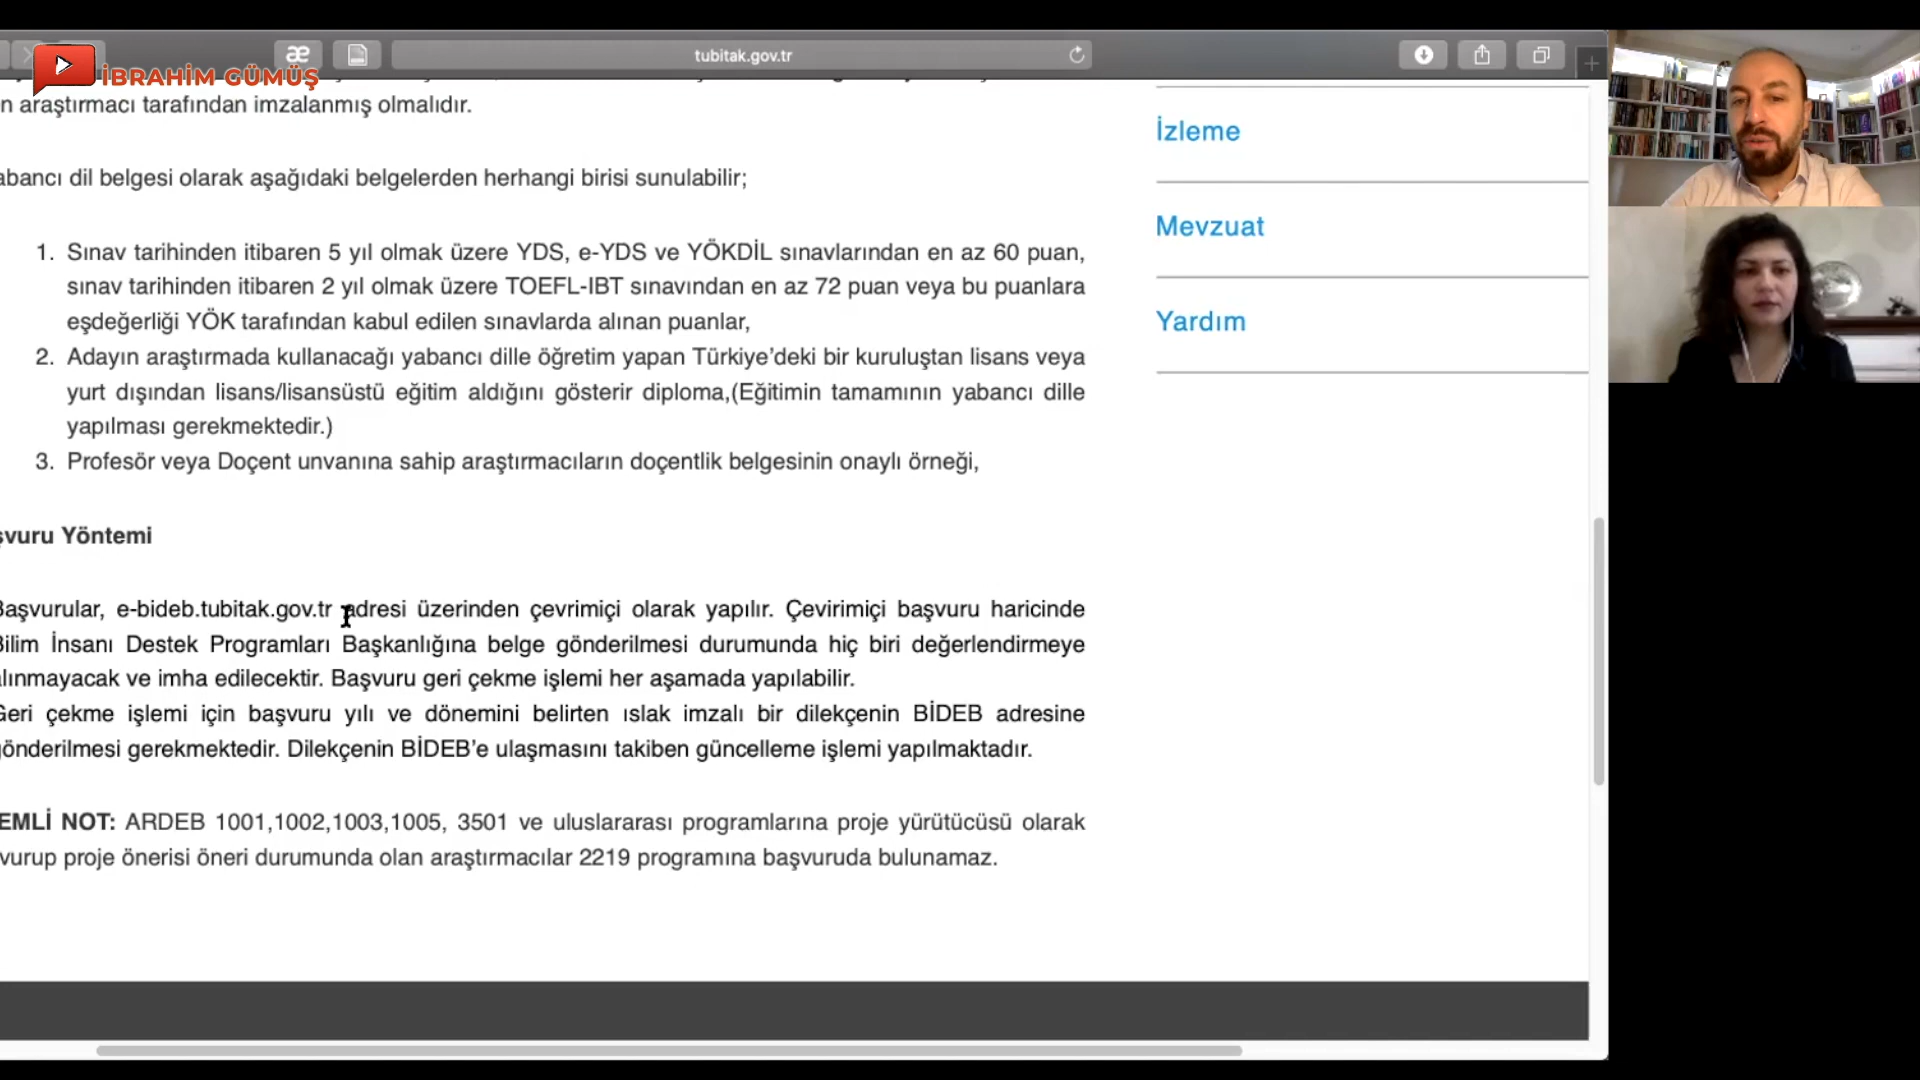 æ
tubitak.gov.tr
İBRAHİM GÜMÜŞ
n araştırmacı tarafından imzalanmış olmalıdır.
abancı dil belgesi olarak aşağıdaki belgelerden herhangi birisi sunulabilir;
1. Sınav tarihinden itibaren 5 yıl olmak üzere YDS, e-YDS ve YÖKDİL sınavlarından en az 60 puan,
sınav tarihinden itibaren 2 yıl olmak üzere TOEFL-IBT sınavından en az 72 puan veya bu puanlara
eşdeğerliği YÖK tarafından kabul edilen sınavlarda alınan puanlar,
2. Adayın araştırmada kullanacağı yabancı dille öğretim yapan Türkiye’deki bir kuruluştan lisans veya
yurt dışından lisans/lisansüstü eğitim aldığını gösterir diploma,(Eğitimin tamamının yabancı dille
yapılması gerekmektedir.)
3. Profesör veya Doçent unvanına sahip araştırmacıların doçentlik belgesinin onaylı örneği,
şvuru Yöntemi
Başvurular, e-bideb.tubitak.gov.tr adresi üzerinden çevrimiçi olarak yapılır. Çevirimiçi başvuru haricinde
Bilim İnsanı Destek Programları Başkanlığına belge gönderilmesi durumunda hiç biri değerlendirmeye
alınmayacak ve imha edilecektir. Başvuru geri çekme işlemi her aşamada yapılabilir.
Geri çekme işlemi için başvuru yılı ve dönemini belirten ıslak imzalı bir dilekçenin BİDEB adresine
gönderilmesi gerekmektedir. Dilekçenin BİDEB’e ulaşmasını takiben güncelleme işlemi yapılmaktadır.
EMLİ NOT: ARDEB 1001,1002,1003,1005, 3501 ve uluslararası programlarına proje yürütücüsü olarak
vurup proje önerisi öneri durumunda olan araştırmacılar 2219 programına başvuruda bulunamaz.
İzleme
Mevzuat
Yardım